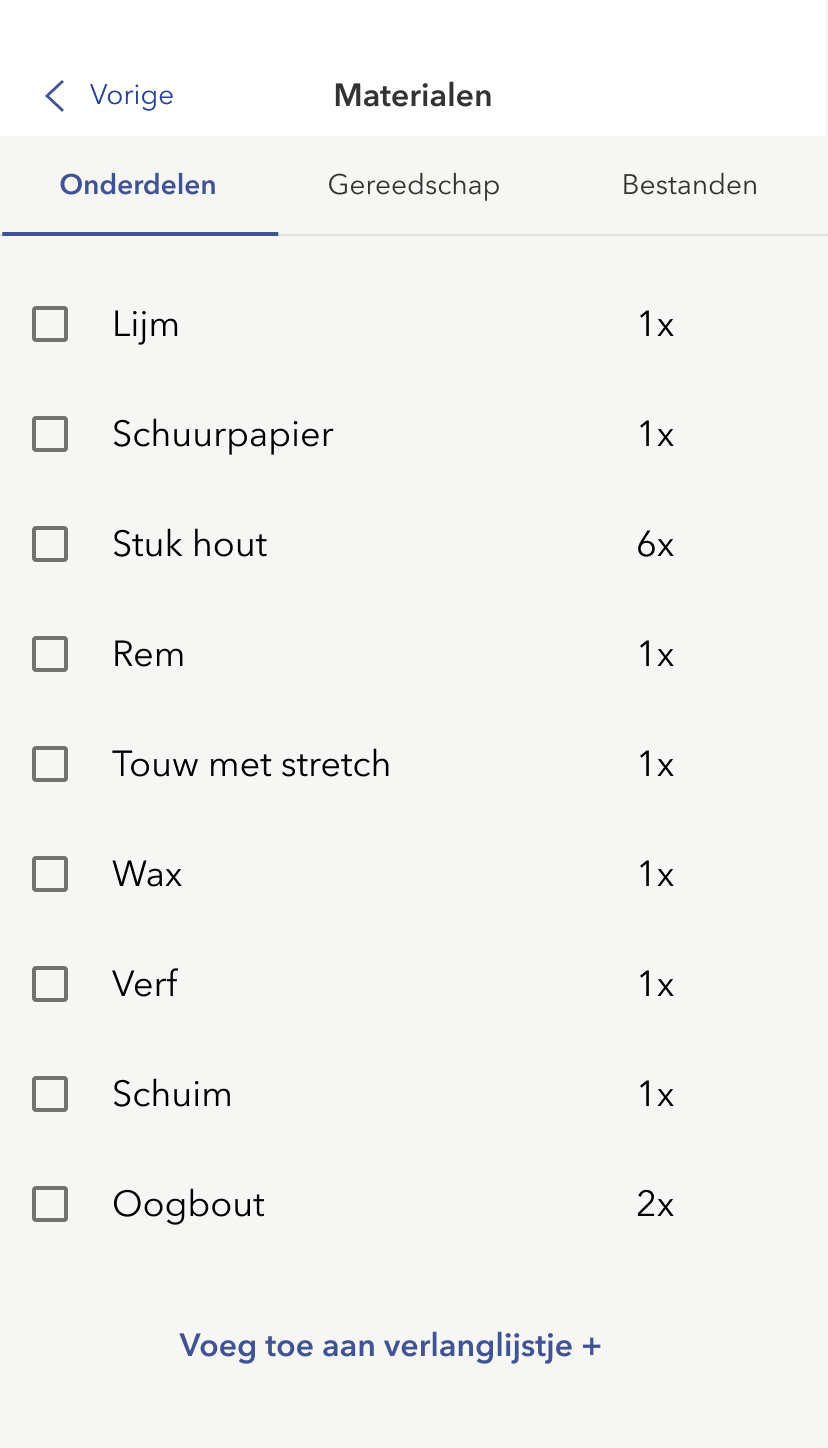 Vorige Materialen
Onderdelen Gereedschap Bestanden
Lijm 1x
Schuurpapier 1x
Stuk hout 6x
Rem 1x
Touw met stretch 1x
Wax 1x
Verf 1x
Schuim 1x
Oogbout 2x
Voeg toe aan verlanglijstje +